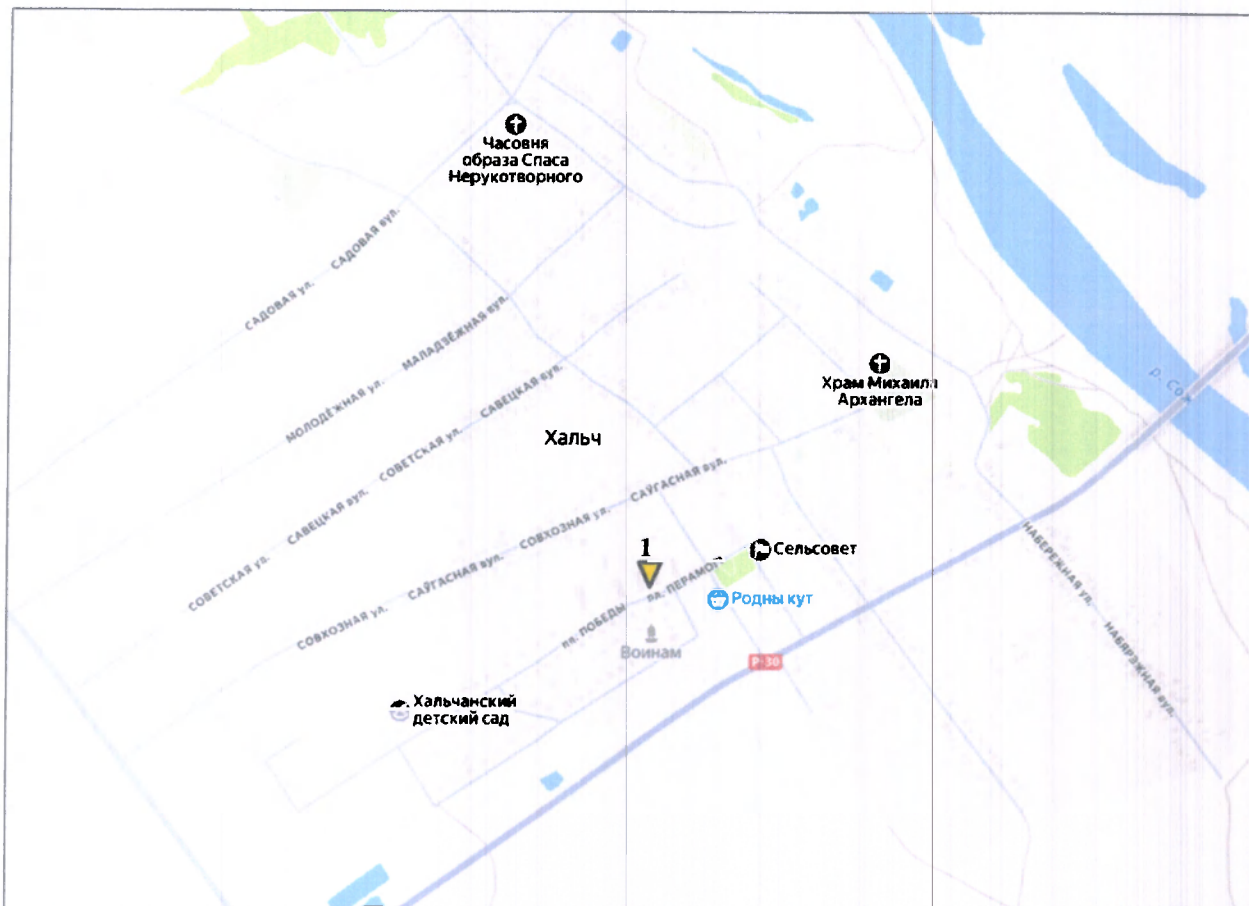 Часовня
образа Спаса
Нерукотворного
САДОВАЯ ул. САДОВАЯ вул.
МОЛОДЁЖНАЯ ул. МАЛАДЗЁЖНАЯ вул.
Храм Михаила
Архангела
р. Сож
Хальч
СОВЕТСКАЯ ул. САВЕЦКАЯ вул. СОВЕТСКАЯ ул. САВЕЦКАЯ вул.
СОВХОЗНАЯ ул. САЎГАСНАЯ вул. СОВХОЗНАЯ ул. САЎГАСНАЯ вул.
1
Сельсовет
пл. ПОБЕДЫ пл. ПЕРАМОГ
Родны кут
НАБЕРЕЖНАЯ ул. НАБЯРЭЖНАЯ вул.
Воинам
Р-30
Хальчанский
детский сад